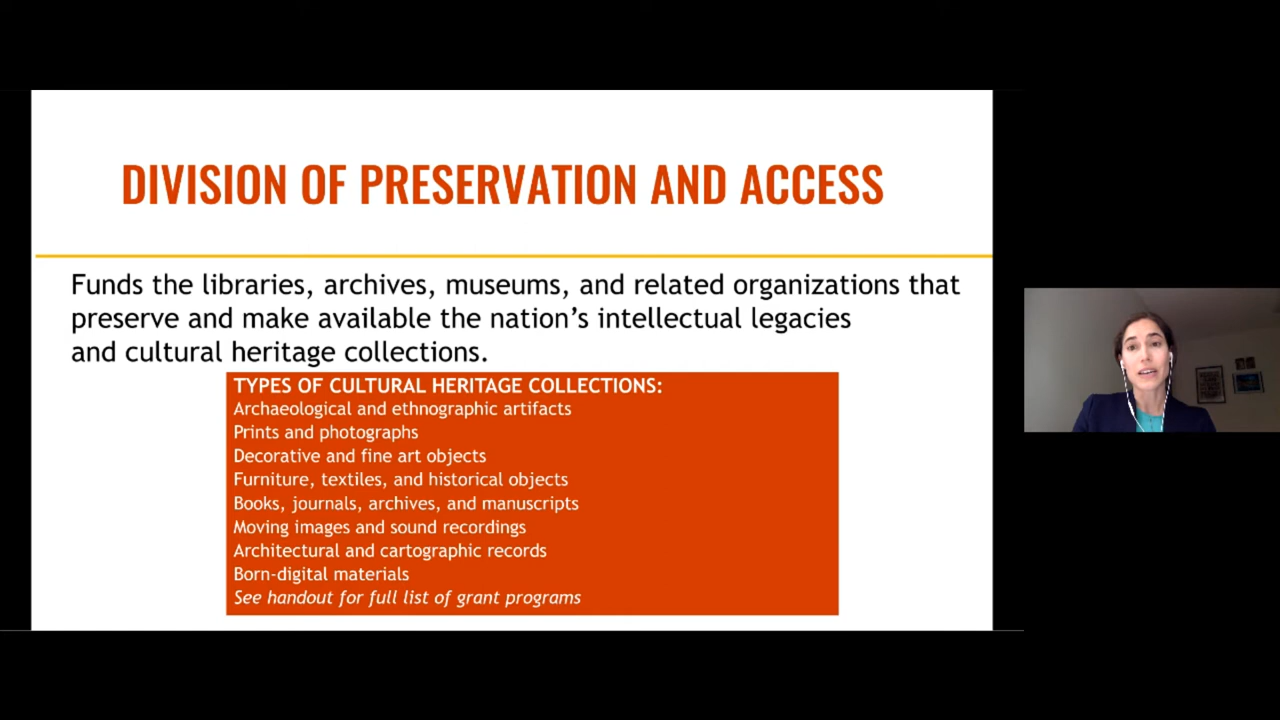 DIVISION OF PRESERVATION AND ACCESS
Funds the libraries, archives, museums, and related organizations that
preserve and make available the nation’s intellectual legacies
and cultural heritage collections.
TYPES OF CULTURAL HERITAGE COLLECTIONS:
Archaeological and ethnographic artifacts
Prints and photographs
Decorative and fine art objects
Furniture, textiles, and historical objects
Books, journals, archives, and manuscripts
Moving images and sound recordings
Architectural and cartographic records
Born-digital materials
See handout for full list of grant programs